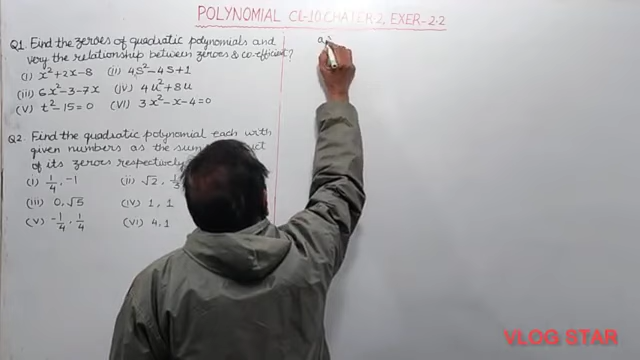 POLYNOMIAL CL-10, CHATER-2, EXER-2.2
Q1. Find the zeroes of quadratic polynomials and
very the relationship between zeroes & co-efficient?
(i) x²+2x-8 (ii) 4S²-4S+1
(iii) 6x²-3-7x (iv) 4u²+8u
(v) t²-15=0 (vi) 3x²-x-4=0
Q2. Find the quadratic polynomial each with
given numbers as the sum
of its zeroes respectively
(i) 1/4, -1 (ii) √2, 1/3
(iii) 0, √5 (iv) 1, 1
(v) -1/4, 1/4 (vi) 4, 1
VLOG STAR